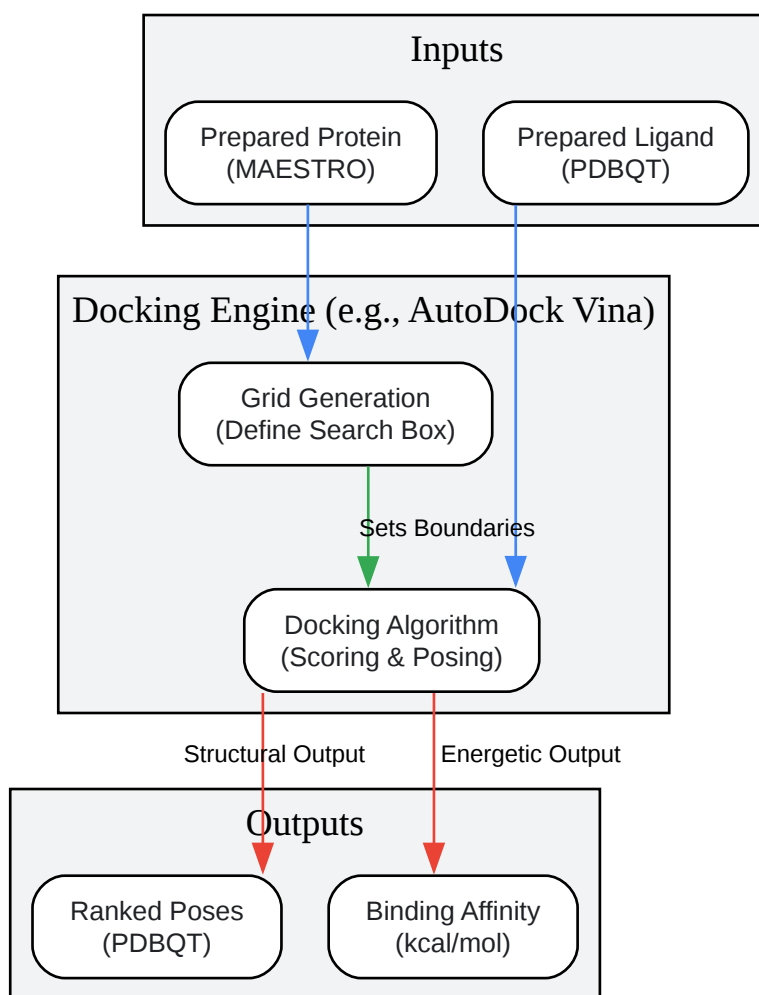 Inputs
Prepared Protein
(MAESTRO)
Prepared Ligand
(PDBQT)
Docking Engine (e.g., AutoDock Vina)
Grid Generation
(Define Search Box)
Sets Boundaries
Docking Algorithm
(Scoring & Posing)
Structural Output
Energetic Output
Outputs
Ranked Poses
(PDBQT)
Binding Affinity
(kcal/mol)